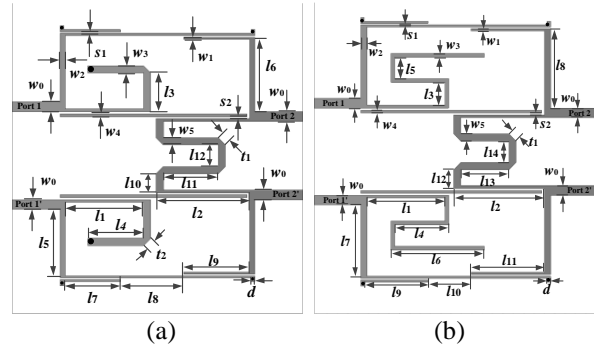 s1 w3 w1 l6
w2
w0 l3
Port 1 s2 w0
Port 2
w4 w5
t1
l12
l10 l11
w0 w0
Port 2'
Port 1' l1 l2
l4
l5 t2
l9
l7 l8 d
(a)
s1 w3 w1
w2 l5 l8
w0 l3 w0
Port 1 Port 2
w4 s2
w5 t1
l14
l12 l13
w0 w0
Port 2'
Port 1' l1 l2
l4
l7 l6
l11
l9 l10 d
(b)